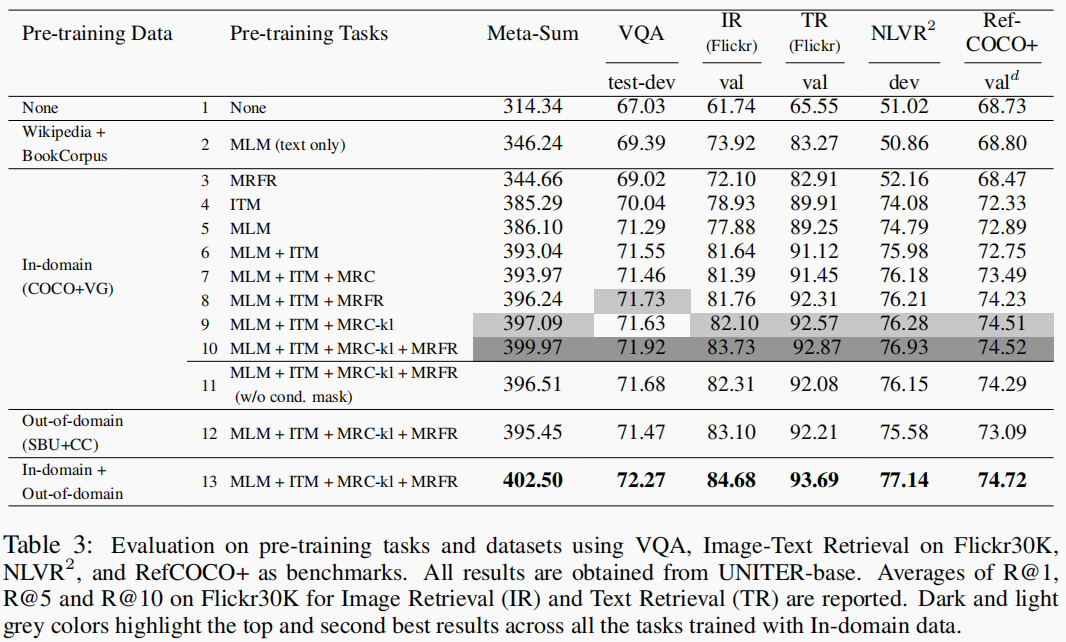 Pre-training Data Pre-training Tasks Meta-Sum VQA IR (Flickr) TR (Flickr) NLVR² Ref-COCO+
test-dev val val dev val^d
None 1 None 314.34 67.03 61.74 65.55 51.02 68.73
Wikipedia + BookCorpus 2 MLM (text only) 346.24 69.39 73.92 83.27 50.86 68.80
In-domain (COCO+VG) 3 MRFR 344.66 69.02 72.10 82.91 52.16 68.47
4 ITM 385.29 70.04 78.93 89.91 74.08 72.33
5 MLM 386.10 71.29 77.88 89.25 74.79 72.89
6 MLM + ITM 393.04 71.55 81.64 91.12 75.98 72.75
7 MLM + ITM + MRC 393.97 71.46 81.39 91.45 76.18 73.49
8 MLM + ITM + MRFR 396.24 71.73 81.76 92.31 76.21 74.23
9 MLM + ITM + MRC-kl 397.09 71.63 82.10 92.57 76.28 74.51
10 MLM + ITM + MRC-kl + MRFR 399.97 71.92 83.73 92.87 76.93 74.52
11 MLM + ITM + MRC-kl + MRFR (w/o cond. mask) 396.51 71.68 82.31 92.08 76.15 74.29
Out-of-domain (SBU+CC) 12 MLM + ITM + MRC-kl + MRFR 395.45 71.47 83.10 92.21 75.58 73.09
In-domain + Out-of-domain 13 MLM + ITM + MRC-kl + MRFR 402.50 72.27 84.68 93.69 77.14 74.72
Table 3: Evaluation on pre-training tasks and datasets using VQA, Image-Text Retrieval on Flickr30K,
NLVR², and RefCOCO+ as benchmarks. All results are obtained from UNITER-base. Averages of R@1,
R@5 and R@10 on Flickr30K for Image Retrieval (IR) and Text Retrieval (TR) are reported. Dark and light
grey colors highlight the top and second best results across all the tasks trained with In-domain data.